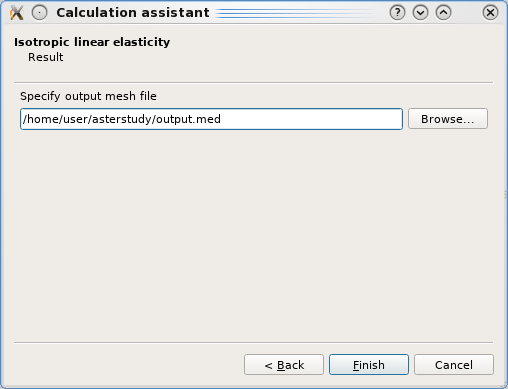 Calculation assistant
Isotropic linear elasticity
Result
Specify output mesh file
/home/user/asterstudy/output.med
Browse...
< Back
Finish
Cancel